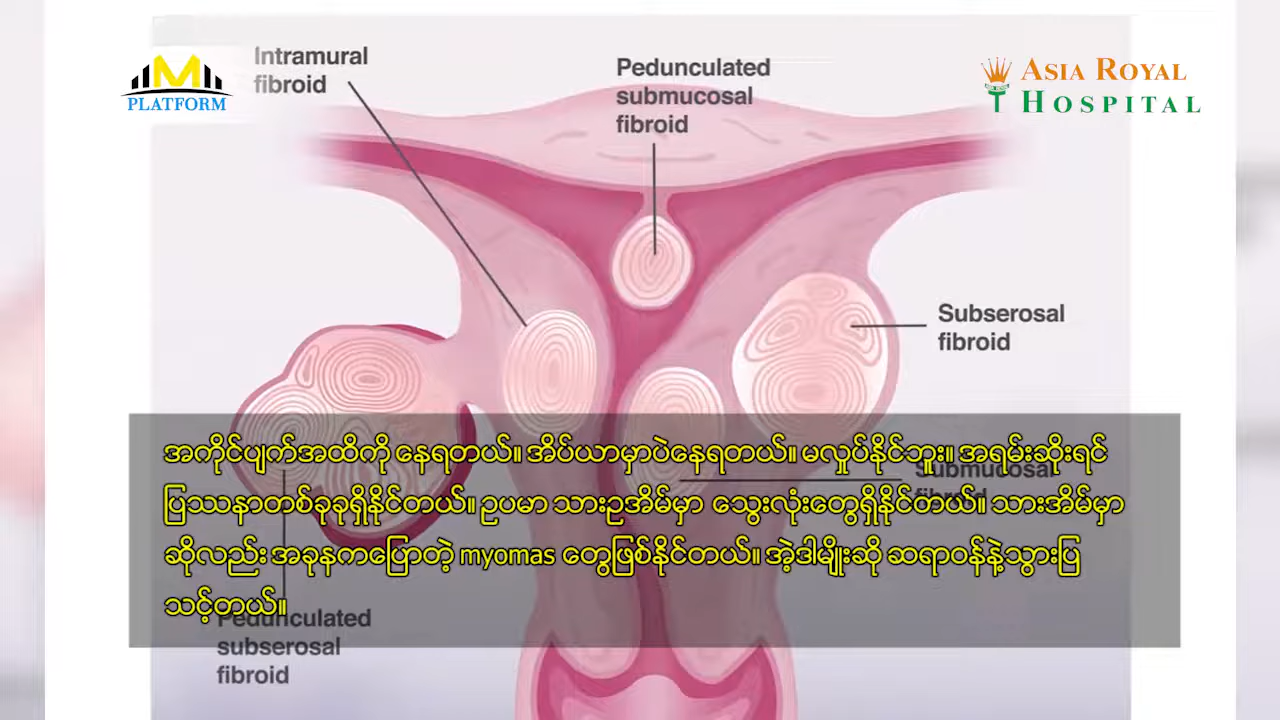 M
PLATFORM
Intramural
fibroid
Pedunculated
submucosal
fibroid
ASIA ROYAL
HOSPITAL
Subserosal
fibroid
အကိုင်ပျက်အထိကို နေရတယ်။ အိပ်ယာမှာပဲနေရတယ်။ မလှုပ်နိုင်ဘူး။ အရမ်းဆိုးရင်
ပြဿနာတစ်ခုခုရှိနိုင်တယ်။ ဥပမာ သားဥအိမ်မှာ သွေးလုံးတွေရှိနိုင်တယ်။ သားအိမ်မှာ
ဆိုလည်း အခုနကပြောတဲ့ myomas တွေဖြစ်နိုင်တယ်။ အဲ့ဒါမျိုးဆို ဆရာဝန်နဲ့သွားပြ
သင့်တယ်။
Submucosal
fibroid
Pedunculated
subserosal
fibroid